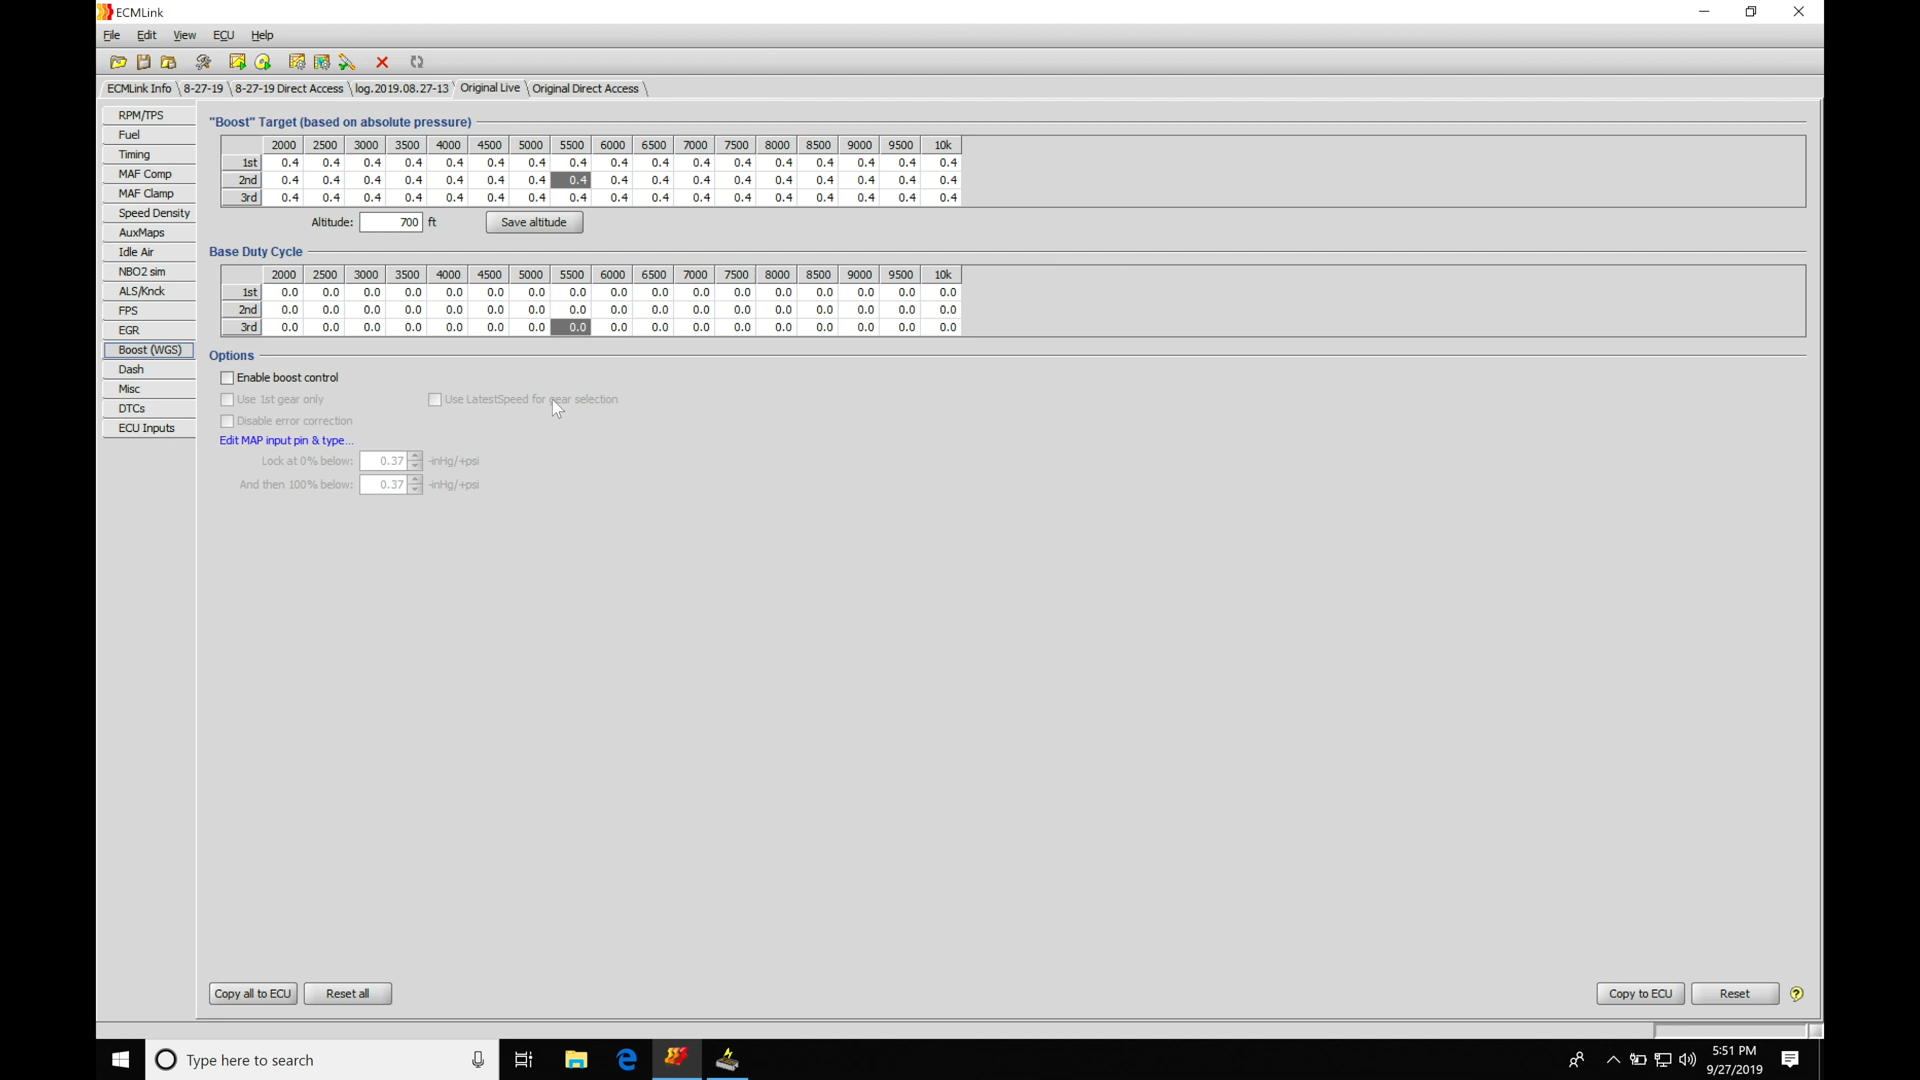 ECMLink
File Edit View ECU Help
ECMLink Info 8-27-19 8-27-19 Direct Access log.2019.08.27-13 Original Live Original Direct Access
RPM/TPS
Fuel
Timing
MAF Comp
MAF Clamp
Speed Density
AuxMaps
Idle Air
NBO2 sim
ALS/Knck
FPS
EGR
Boost (WGS)
Dash
Misc
DTCs
ECU Inputs
"Boost" Target (based on absolute pressure)
2000 2500 3000 3500 4000 4500 5000 5500 6000 6500 7000 7500 8000 8500 9000 9500 10k
1st 0.4 0.4 0.4 0.4 0.4 0.4 0.4 0.4 0.4 0.4 0.4 0.4 0.4 0.4 0.4 0.4 0.4
2nd 0.4 0.4 0.4 0.4 0.4 0.4 0.4 0.4 0.4 0.4 0.4 0.4 0.4 0.4 0.4 0.4 0.4
3rd 0.4 0.4 0.4 0.4 0.4 0.4 0.4 0.4 0.4 0.4 0.4 0.4 0.4 0.4 0.4 0.4 0.4
Altitude: 700 ft Save altitude
Base Duty Cycle
2000 2500 3000 3500 4000 4500 5000 5500 6000 6500 7000 7500 8000 8500 9000 9500 10k
1st 0.0 0.0 0.0 0.0 0.0 0.0 0.0 0.0 0.0 0.0 0.0 0.0 0.0 0.0 0.0 0.0 0.0
2nd 0.0 0.0 0.0 0.0 0.0 0.0 0.0 0.0 0.0 0.0 0.0 0.0 0.0 0.0 0.0 0.0 0.0
3rd 0.0 0.0 0.0 0.0 0.0 0.0 0.0 0.0 0.0 0.0 0.0 0.0 0.0 0.0 0.0 0.0 0.0
Options
Enable boost control
Use 1st gear only Use LatestSpeed for gear selection
Disable error correction
Edit MAP input pin & type...
Lock at 0% below: 0.37 -inHg/+psi
And then 100% below: 0.37 -inHg/+psi
Copy all to ECU Reset all Copy to ECU Reset ?
Type here to search
5:51 PM
9/27/2019